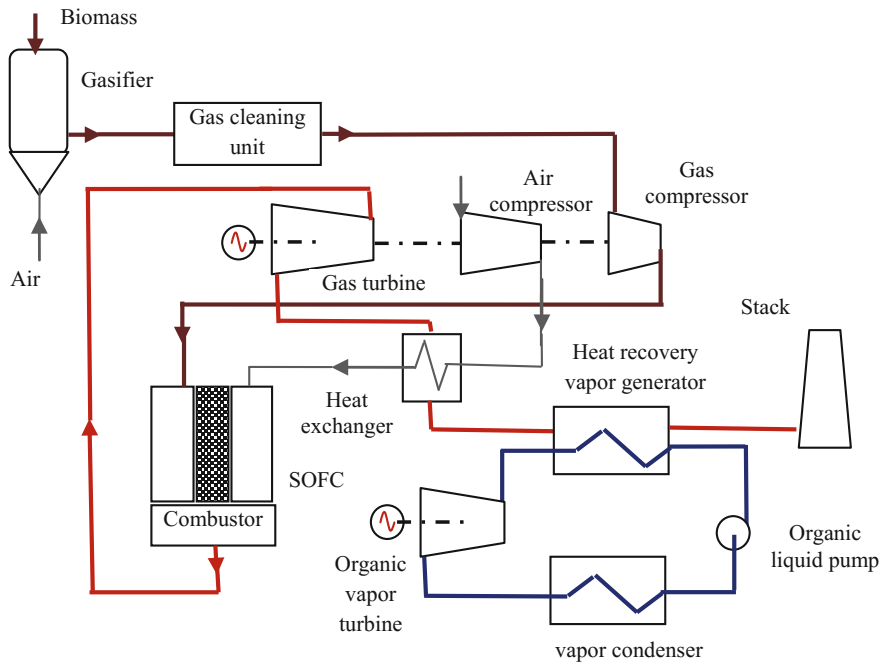 Biomass
Gasifier
Gas cleaning
unit
Gas
compressor
Air
compressor
Air
Gas turbine
Stack
Heat recovery
vapor generator
Heat
exchanger
SOFC
Combustor
Organic
vapor
turbine
Organic
liquid pump
vapor condenser